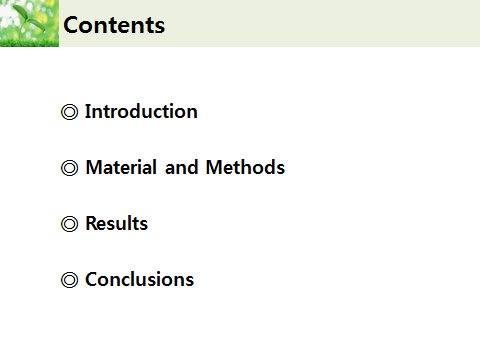 Contents
◎ Introduction
◎ Material and Methods
◎ Results
◎ Conclusions